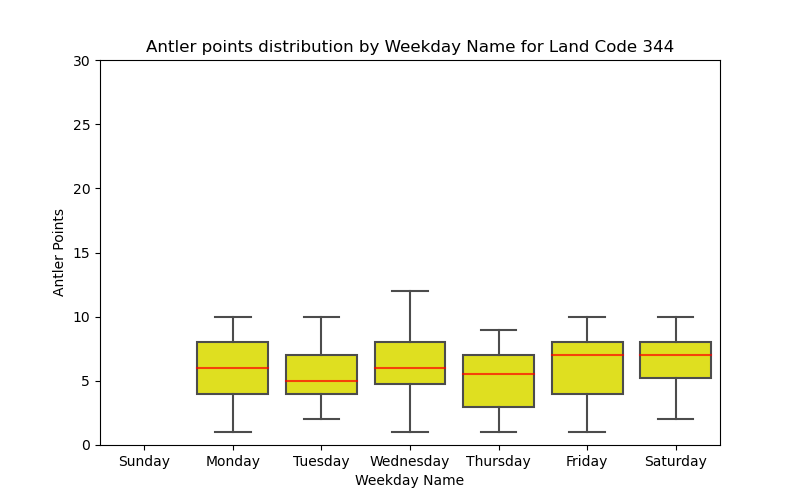 Antler points distribution by Weekday Name for Land Code 344
30
25
20
15
10
5
0
Antler Points
Sunday Monday Tuesday Wednesday Thursday Friday Saturday
Weekday Name